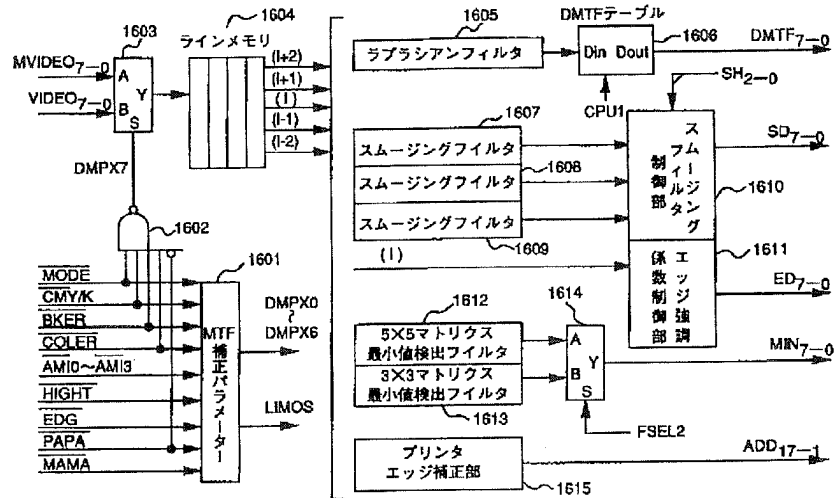 1603
1604
ラインメモリ
MVIDEO7-0
VIDEO7-0
A
B
S
Y
(I+2)
(I+1)
(I)
(I-1)
(I-2)
DMPX7
1602
1601
MODE
CMY/K
BKER
COLER
AMI0～AMI3
HIGHT
EDG
PAPA
MAMA
MTF補正パラメーター
DMPX0
～
DMPX6
LIMOS
1605
ラプラシアンフィルタ
DMTFテーブル
1606
Din Dout
DMTF7-0
CPU1
SH2-0
1607
スムージングフィルタ
1608
スムージングフィルタ
スムージングフィルタ
1609
(I)
スムージング
フィルタ
制御部
SD7-0
1610
1611
エッジ強調
係数制御部
ED7-0
1612
5×5マトリクス
最小値検出フィルタ
3×3マトリクス
最小値検出フィルタ
1613
1614
A
B
S
Y
MIN7-0
FSEL2
プリンタ
エッジ補正部
1615
ADD17-1